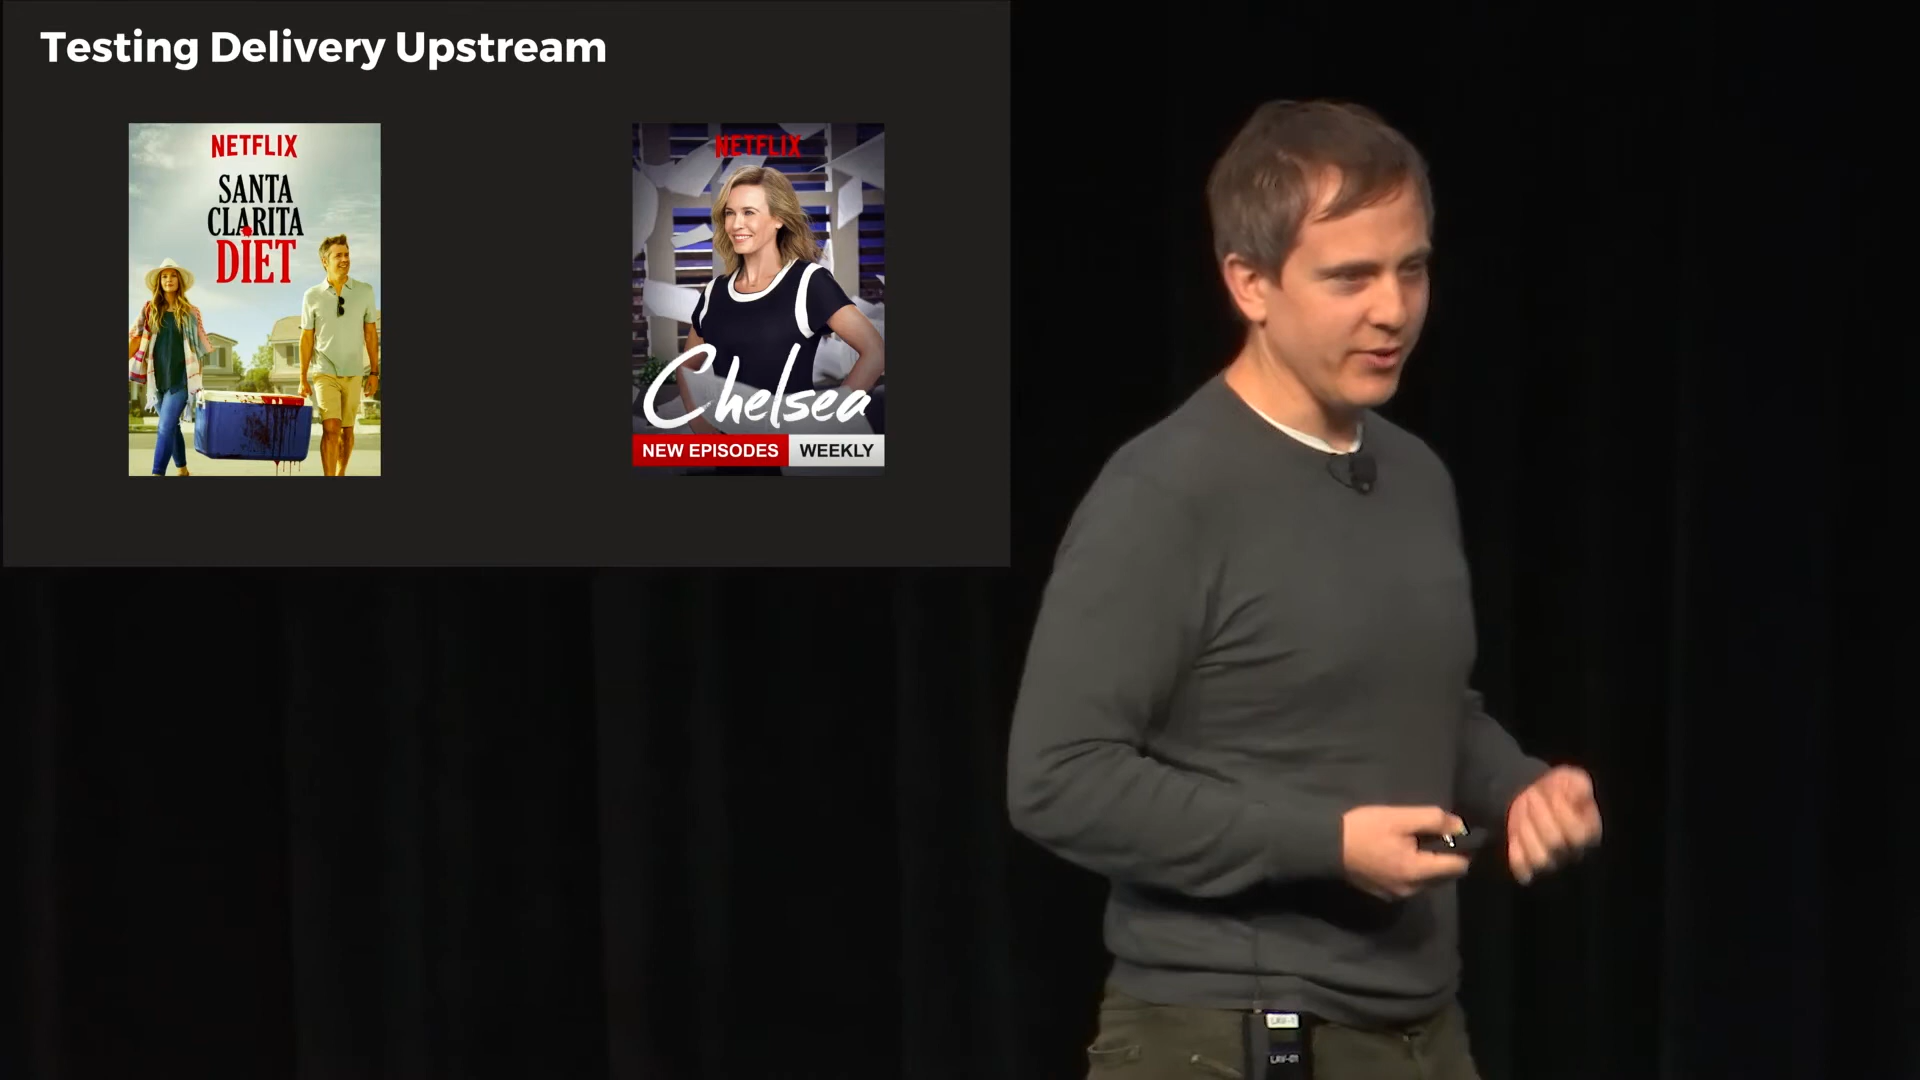 Testing Delivery Upstream
NETFLIX
SANTA
CLARITA
DIET
NETFLIX
Chelsea
NEW EPISODES WEEKLY